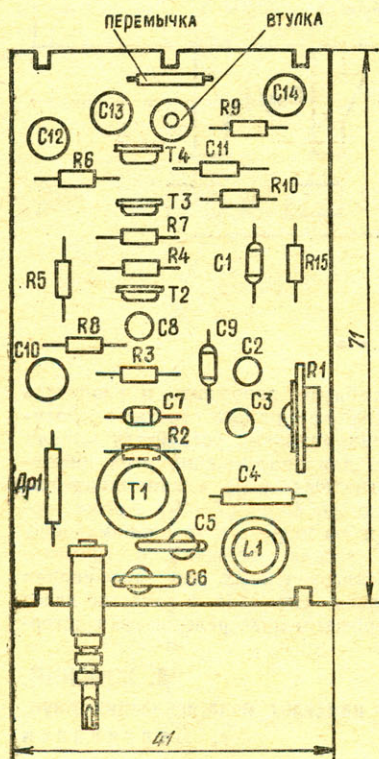 ПЕРЕМЫЧКА ВТУЛКА
C14
C13
C12
R9
T4
C11
R6
R10
T3
R7
R4
C1
R15
R5
T2
C8
R8
C9
C10
R3
C2
R1
C7
C3
R2
Др1
T1
C4
C5
L1
C6
71
41